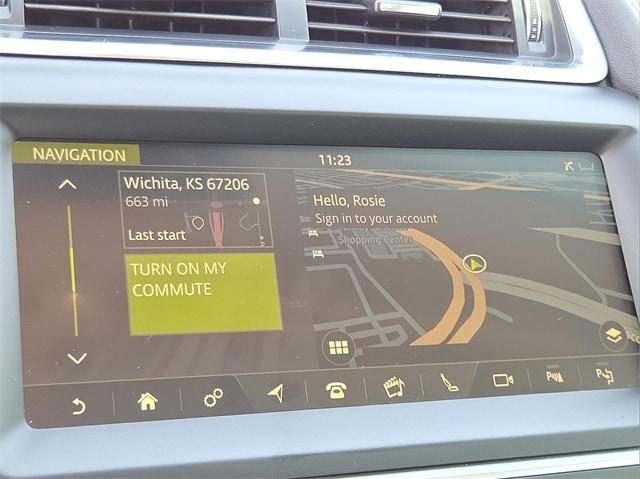 NAVIGATION
11:23
Wichita, KS 67206
663 mi
Last start
TURN ON MY
COMMUTE
Hello, Rosie
Sign in to your account
Shopping Center